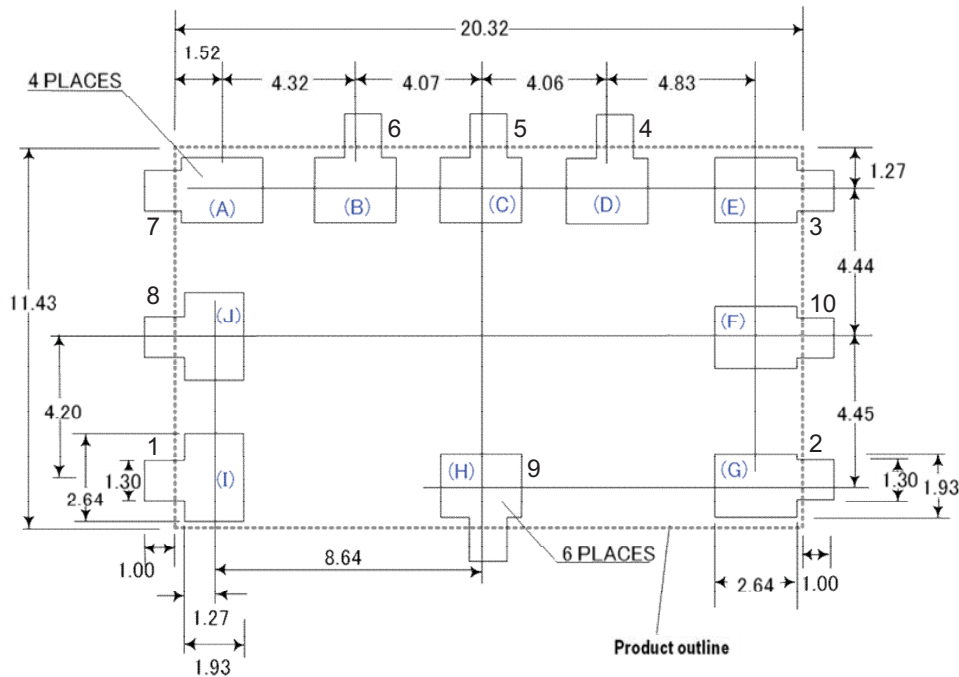 20.32
1.52
4.32
4.07
4.06
4.83
4 PLACES
6
5
4
1.27
(A)
(B)
(C)
(D)
(E)
7
3
4.44
11.43
8
(J)
(F)
10
4.20
4.45
1
2
1.30
2.64
(I)
(H)
9
(G)
1.30
1.93
6 PLACES
1.00
8.64
2.64
1.00
1.27
1.93
Product outline